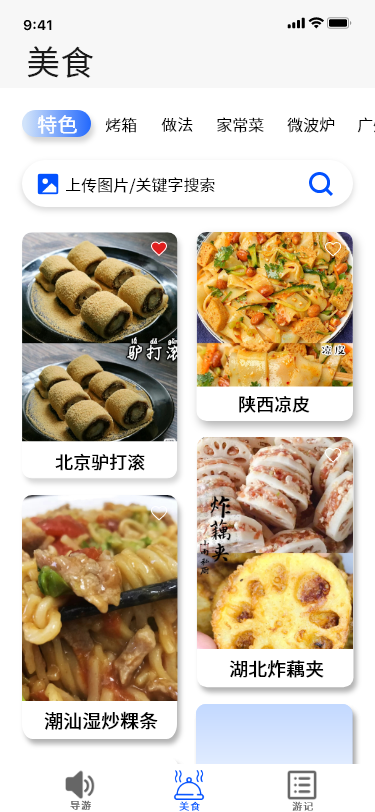 9:41
美食
特色 烤箱 做法 家常菜 微波炉 广
上传图片/关键字搜索
驴打滚
北京驴打滚
凉皮
陕西凉皮
炸藕夹
湖北炸藕夹
潮汕湿炒粿条
导游 美食 游记